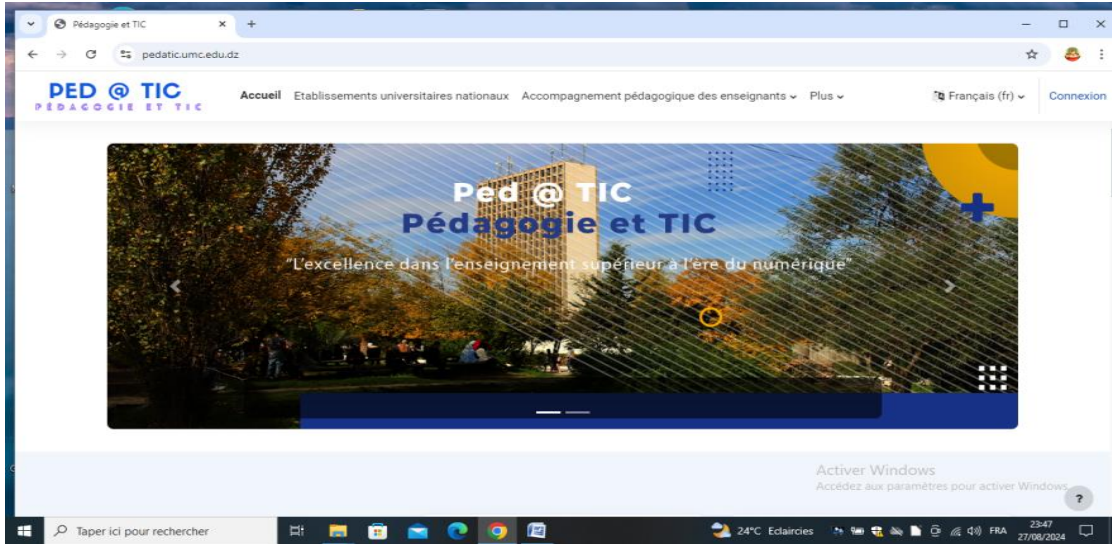 Pédagogie et TIC
pedatic.umc.edu.dz
PED @ TIC
PÉDAGOGIE ET TIC
Accueil Etablissements universitaires nationaux Accompagnement pédagogique des enseignants Plus Français (fr) Connexion
Ped @ TIC
Pédagogie et TIC
"L'excellence dans l'enseignement supérieur à l'ère du numérique"
Activer Windows
Accédez aux paramètres pour activer Windows.
?
Taper ici pour rechercher
24°C Eclaircies
FRA
23:47
27/08/2024